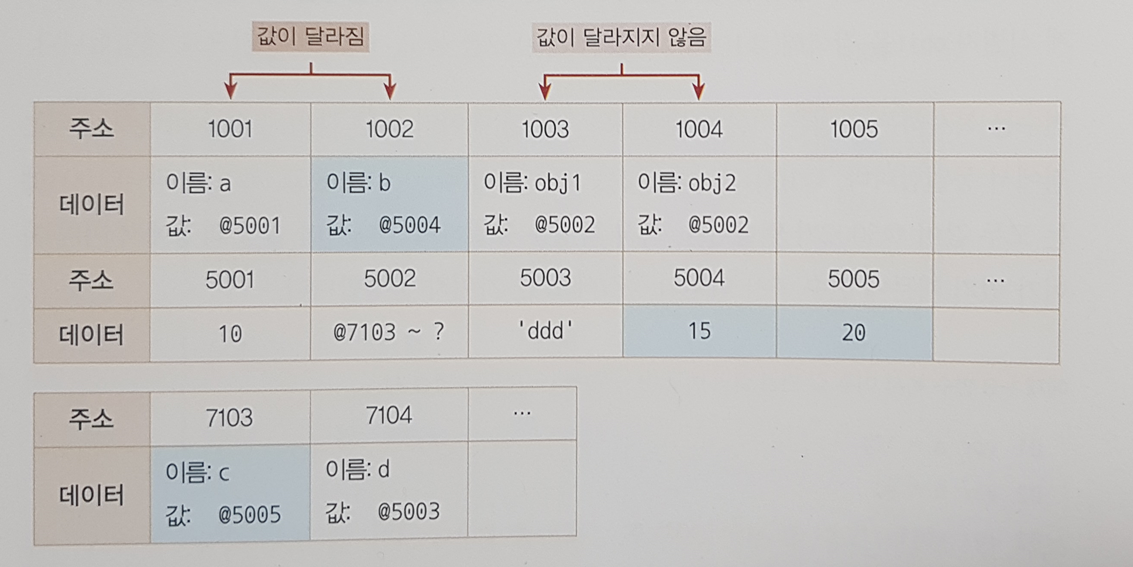 값이 달라짐 값이 달라지지 않음
주소 1001 1002 1003 1004 1005 …
데이터 이름: a 이름: b 이름: obj1 이름: obj2
값: @5001 값: @5004 값: @5002 값: @5002
주소 5001 5002 5003 5004 5005 …
데이터 10 @7103 ~ ? 'ddd' 15 20
주소 7103 7104 …
데이터 이름: c 이름: d
값: @5005 값: @5003